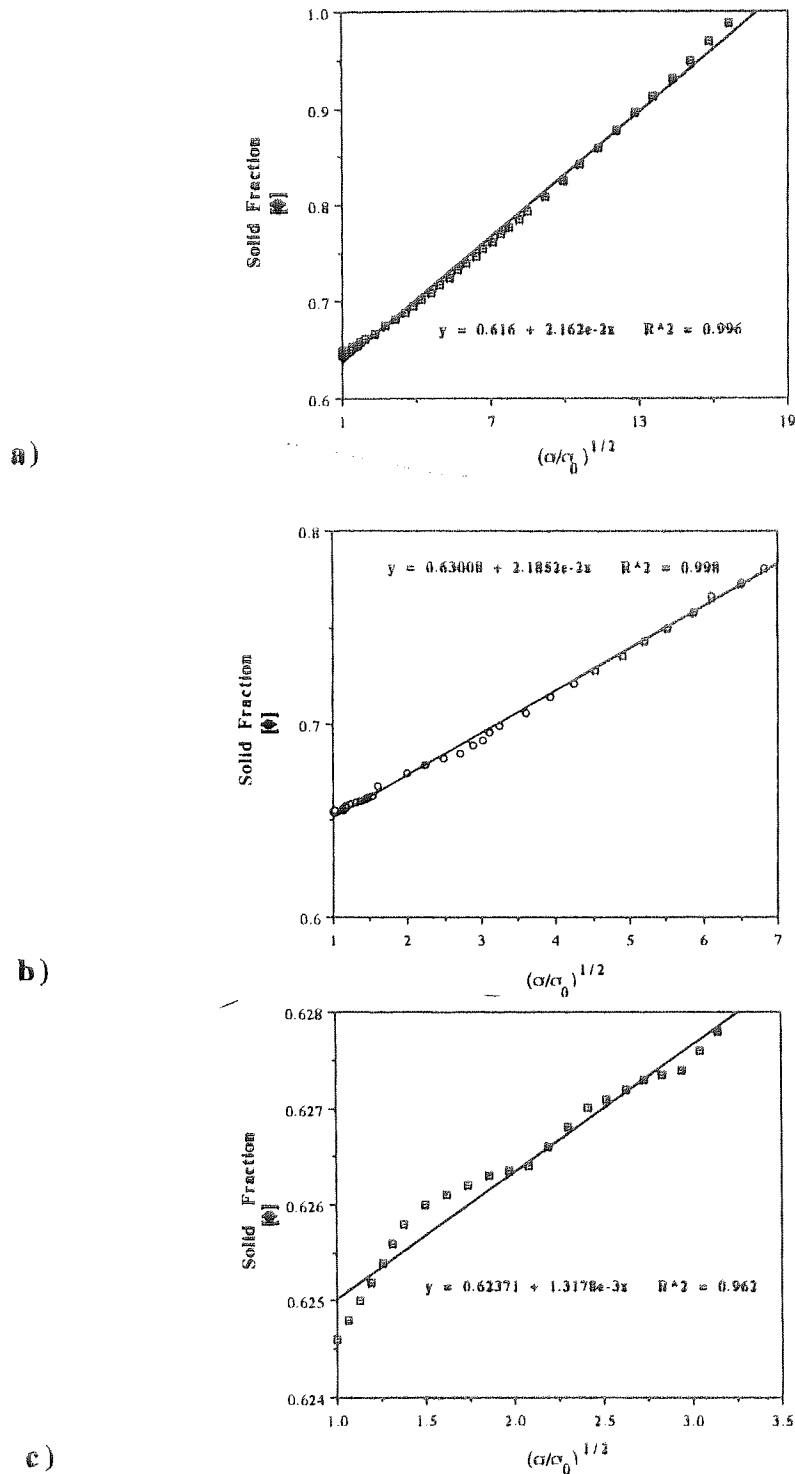 1.0
0.9
0.8
0.7
0.6
Solid Fraction
[Φ]
y = 0.616 + 2.162e-2x R^2 = 0.996
1 7 13 19
(σ/σ0)1/2
a)
0.8
0.7
0.6
Solid Fraction
[Φ]
y = 0.63008 + 2.1852e-2x R^2 = 0.998
1 2 3 4 5 6 7
(σ/σ0)1/2
b)
0.628
0.627
0.626
0.625
0.624
Solid Fraction
[Φ]
y = 0.62371 + 1.3178e-3x R^2 = 0.962
1.0 1.5 2.0 2.5 3.0 3.5
(σ/σ0)1/2
c)